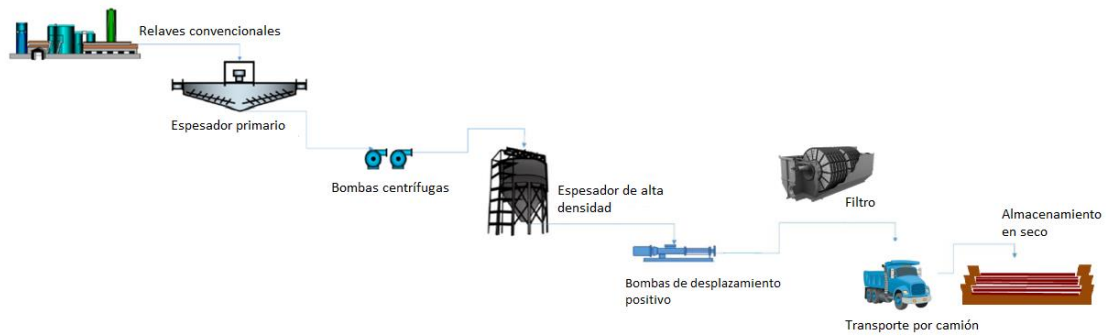 Relaves convencionales
Espesador primario
Bombas centrífugas
Espesador de alta
densidad
Bombas de desplazamiento
positivo
Filtro
Transporte por camión
Almacenamiento
en seco